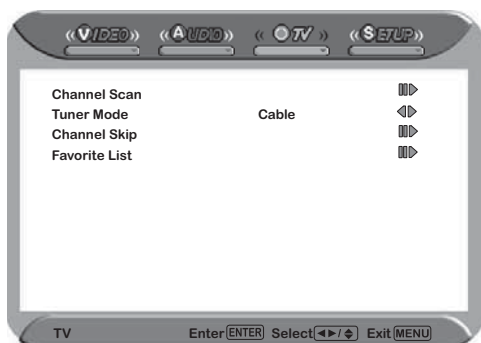 VIDEO AUDIO TV SETUP
Channel Scan
Tuner Mode Cable
Channel Skip
Favorite List
TV Enter ENTER Select ◄►/◆ Exit MENU